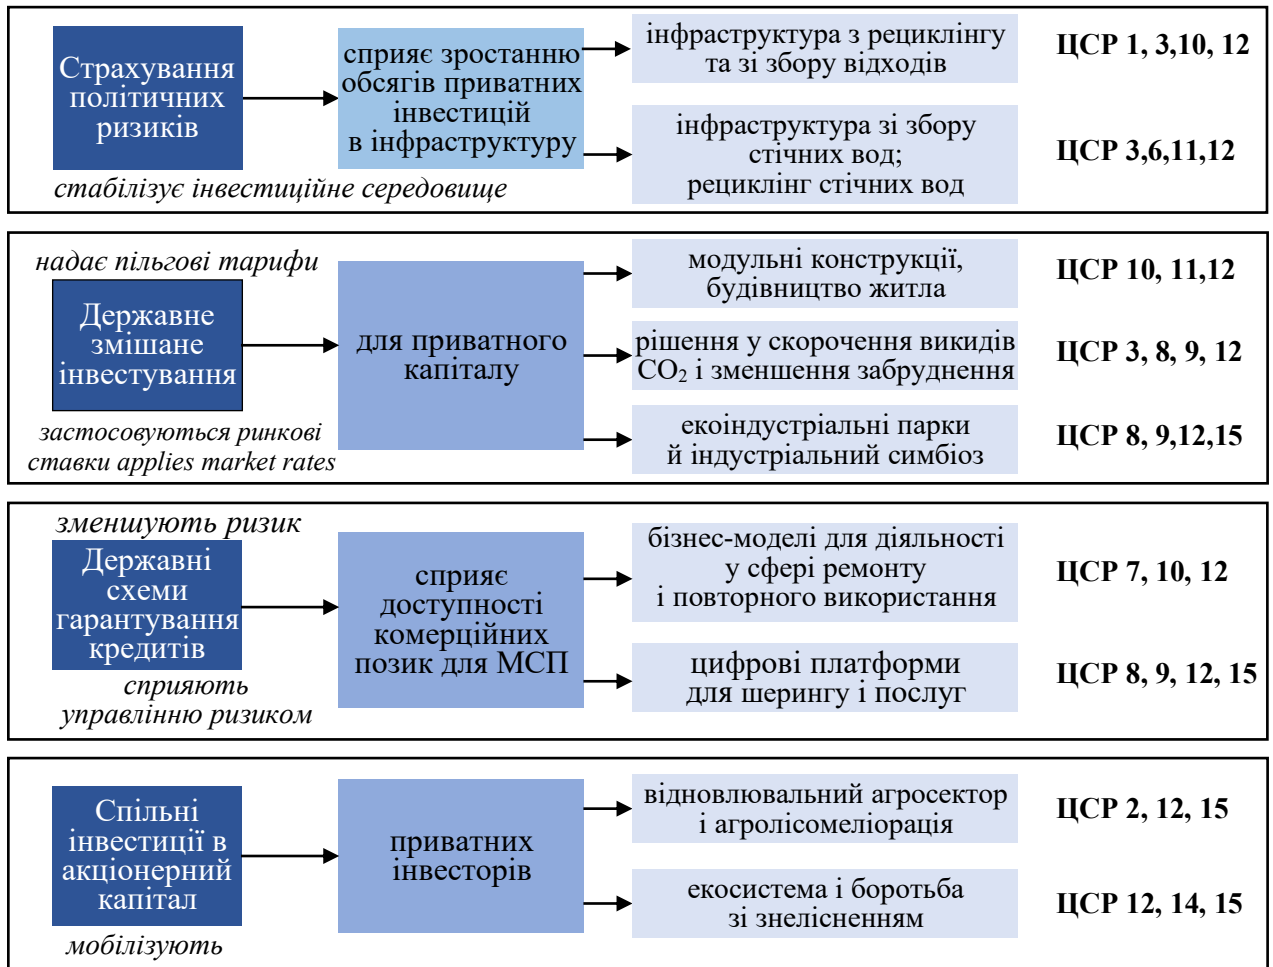 Страхування
політичних
ризиків
стабілізує інвестиційне середовище
сприяє зростанню
обсягів приватних
інвестицій
в інфраструктуру
інфраструктура з рециклінгу
та зі збору відходів
ЦСР 1, 3,10, 12
інфраструктура зі збору
стічних вод;
рециклінг стічних вод
ЦСР 3,6,11,12
надає пільгові тарифи
Державне
змішане
інвестування
застосовуються ринкові
ставки applies market rates
для приватного
капіталу
модульні конструкції,
будівництво житла
ЦСР 10, 11,12
рішення у скорочення викидів
CO₂ і зменшення забруднення
ЦСР 3, 8, 9, 12
екоіндустріальні парки
й індустріальний симбіоз
ЦСР 8, 9,12,15
зменшують ризик
Державні
схеми
гарантування
кредитів
сприяють
управлінню ризиком
сприяє
доступності
комерційних
позик для МСП
бізнес-моделі для діяльності
у сфері ремонту
і повторного використання
ЦСР 7, 10, 12
цифрові платформи
для шерингу і послуг
ЦСР 8, 9, 12, 15
Спільні
інвестиції в
акціонерний
капітал
мобілізують
приватних
інвесторів
відновлювальний агросектор
і агролісомеліорація
ЦСР 2, 12, 15
екосистема і боротьба
зі знелісненням
ЦСР 12, 14, 15